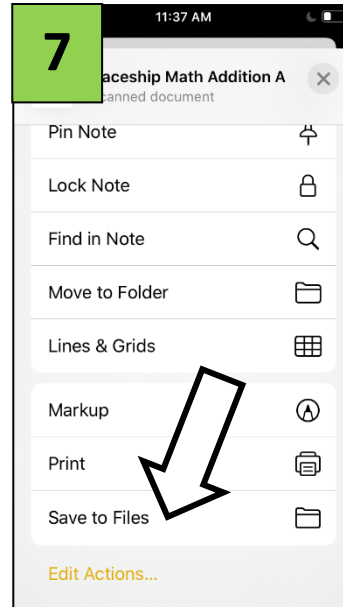 11:37 AM
7
aceship Math Addition A
canned document
Pin Note
Lock Note
Find in Note
Move to Folder
Lines & Grids
Markup
Print
Save to Files
Edit Actions...